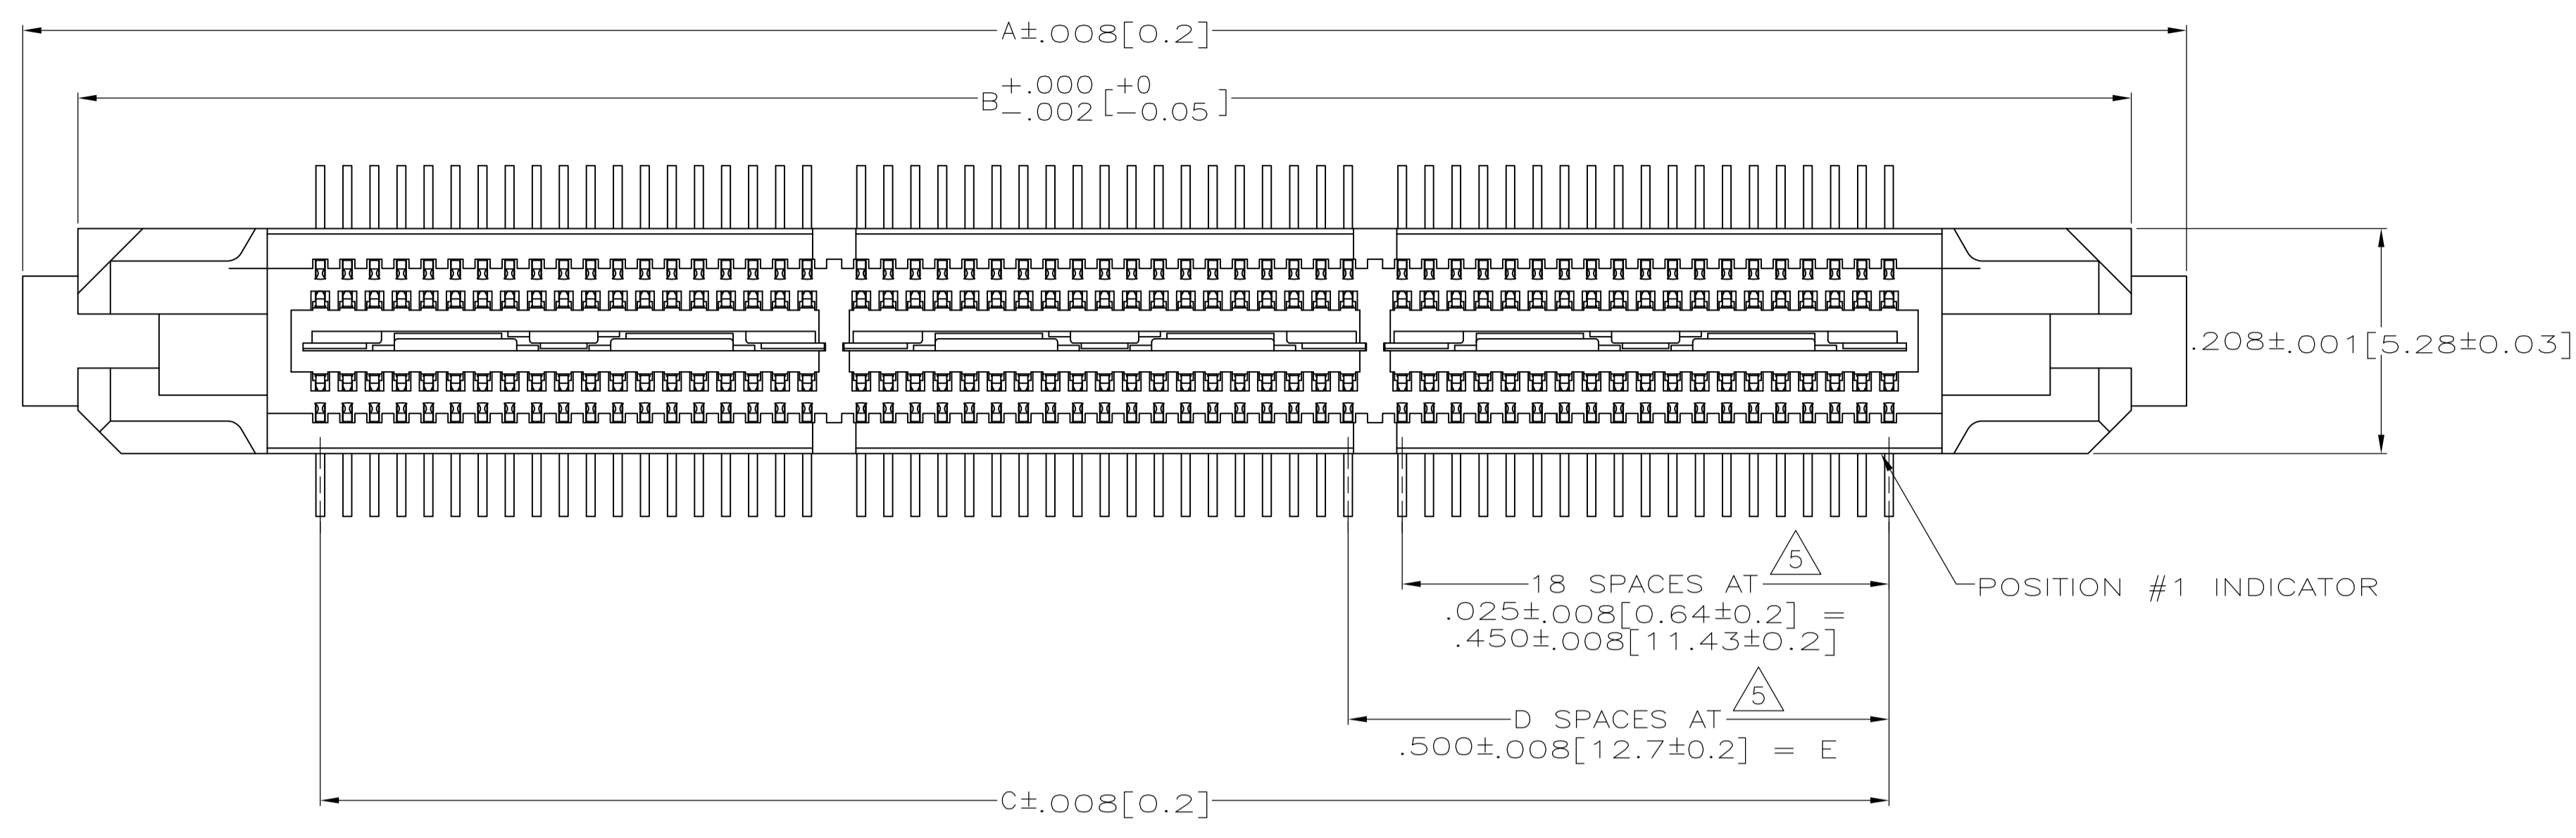 A±.008[0.2]
B+.000 +0
-.002[-0.05]
.208±.001[5.28±0.03]
5
18 SPACES AT
.025±.008[0.64±0.2] =
.450±.008[11.43±0.2]
POSITION #1 INDICATOR
5
D SPACES AT
.500±.008[12.7±0.2] = E
C±.008[0.2]